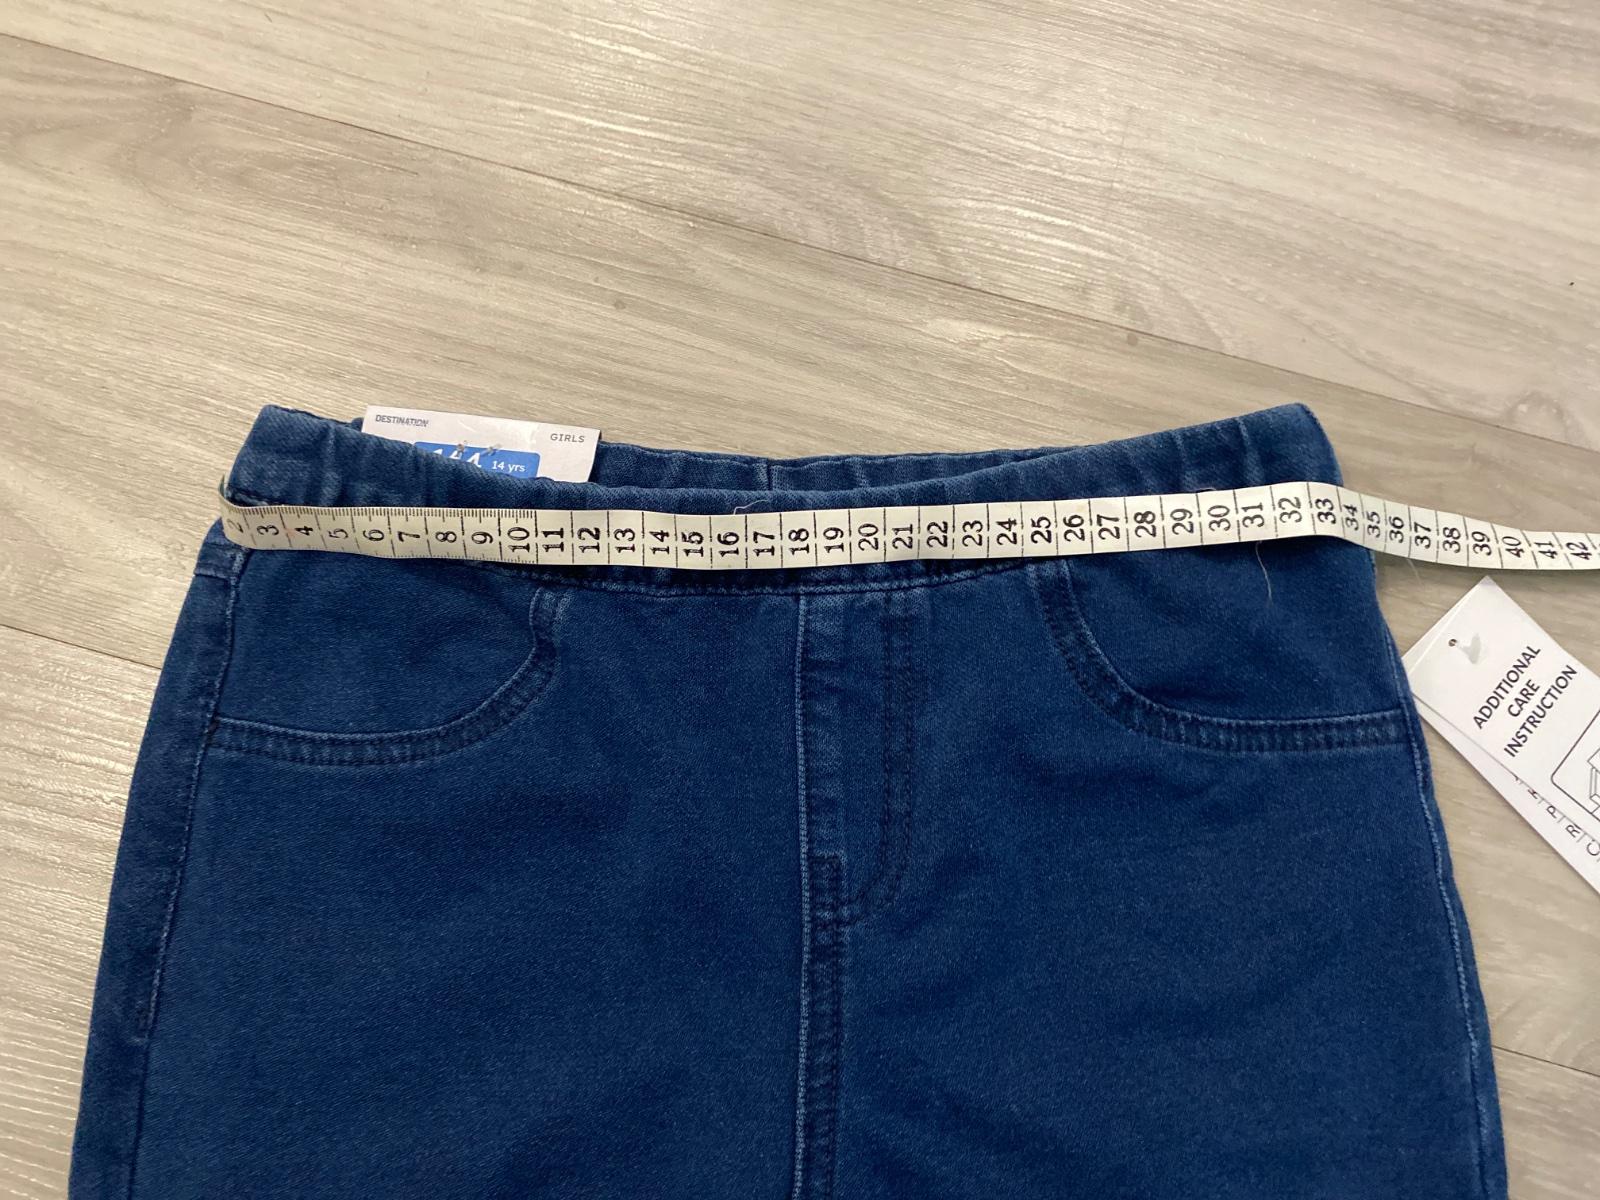 DESTINATION
GIRLS
164 14 yrs
2 3 4 5 6 7 8 9 10 11 12 13 14 15 16 17 18 19 20 21 22 23 24 25 26 27 28 29 30 31 32 33 34 35 36 37 38 39 40 41 42
ADDITIONAL
CARE
INSTRUCTION